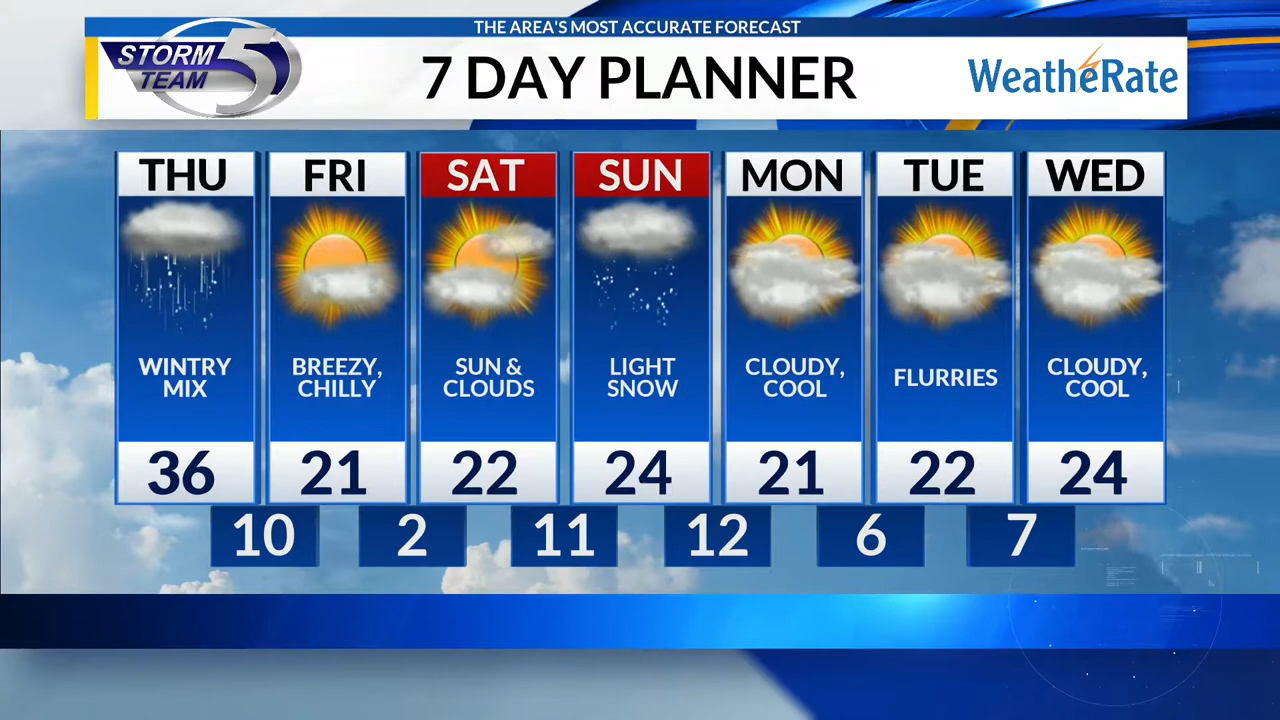 THE AREA'S MOST ACCURATE FORECAST
STORM
TEAM
5
7 DAY PLANNER
WEATHERATE
THU
FRI
SAT
SUN
MON
TUE
WED
WINTRY
MIX
BREEZY,
CHILLY
SUN &
CLOUDS
LIGHT
SNOW
CLOUDY,
COOL
FLURRIES
CLOUDY,
COOL
36
21
22
24
21
22
24
10
2
11
12
6
7